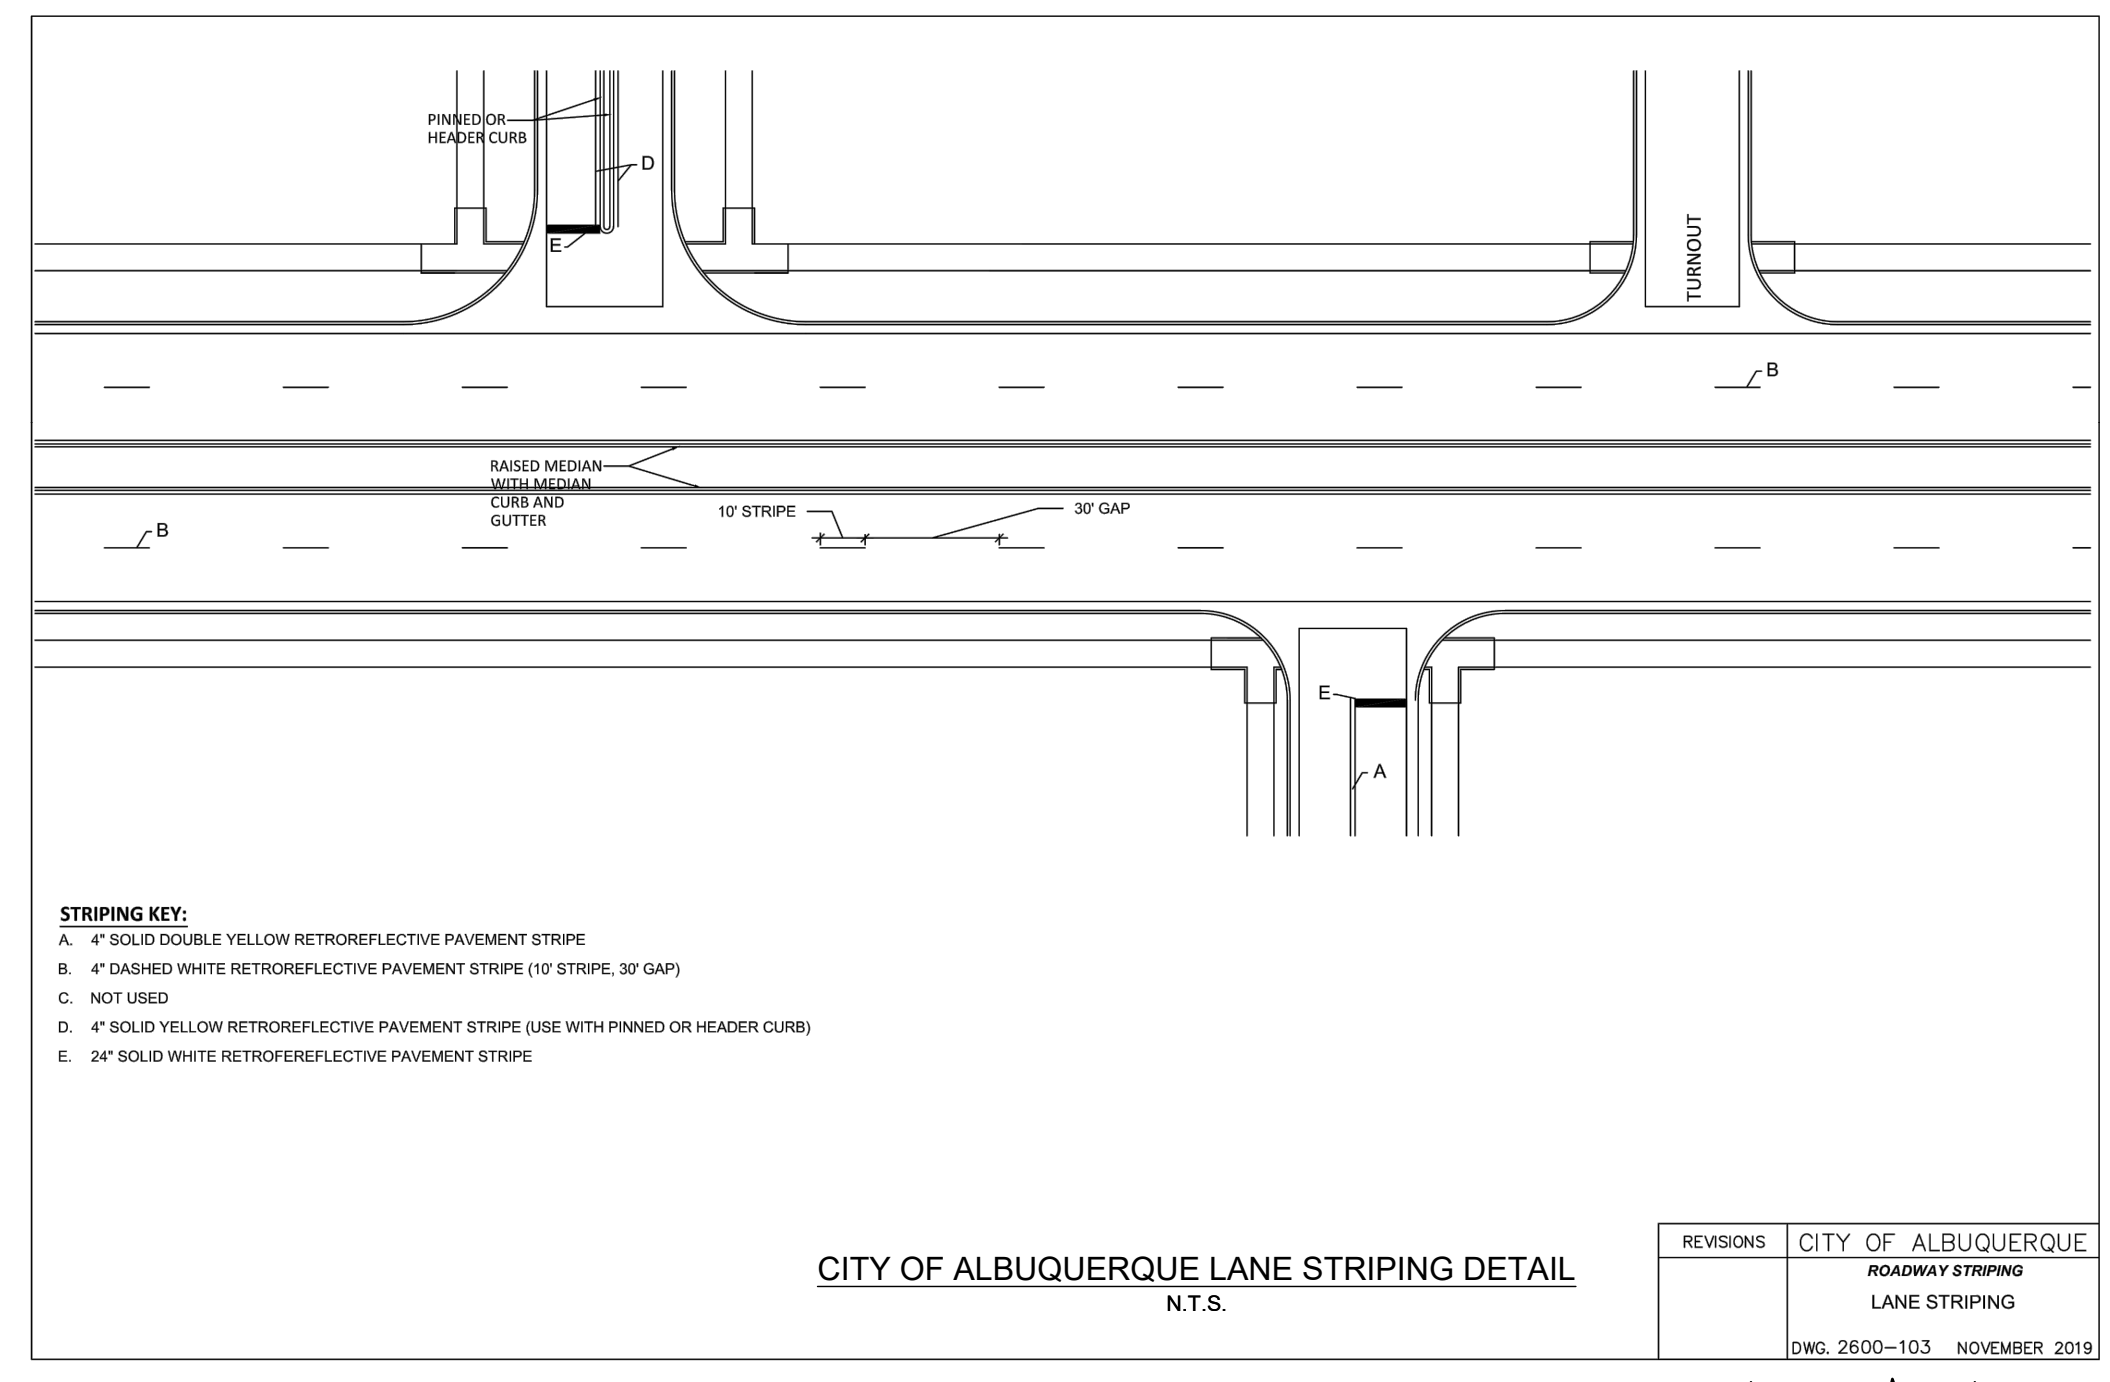 PINNED OR
HEADER CURB
D
E
TURNOUT
B
RAISED MEDIAN
WITH MEDIAN
CURB AND
GUTTER
10' STRIPE
30' GAP
B
E
A
STRIPING KEY:
A. 4" SOLID DOUBLE YELLOW RETROREFLECTIVE PAVEMENT STRIPE
B. 4" DASHED WHITE RETROREFLECTIVE PAVEMENT STRIPE (10' STRIPE, 30' GAP)
C. NOT USED
D. 4" SOLID YELLOW RETROREFLECTIVE PAVEMENT STRIPE (USE WITH PINNED OR HEADER CURB)
E. 24" SOLID WHITE RETROFEREFLECTIVE PAVEMENT STRIPE
CITY OF ALBUQUERQUE LANE STRIPING DETAIL
N.T.S.
REVISIONS
CITY OF ALBUQUERQUE
ROADWAY STRIPING
LANE STRIPING
DWG. 2600-103 NOVEMBER 2019